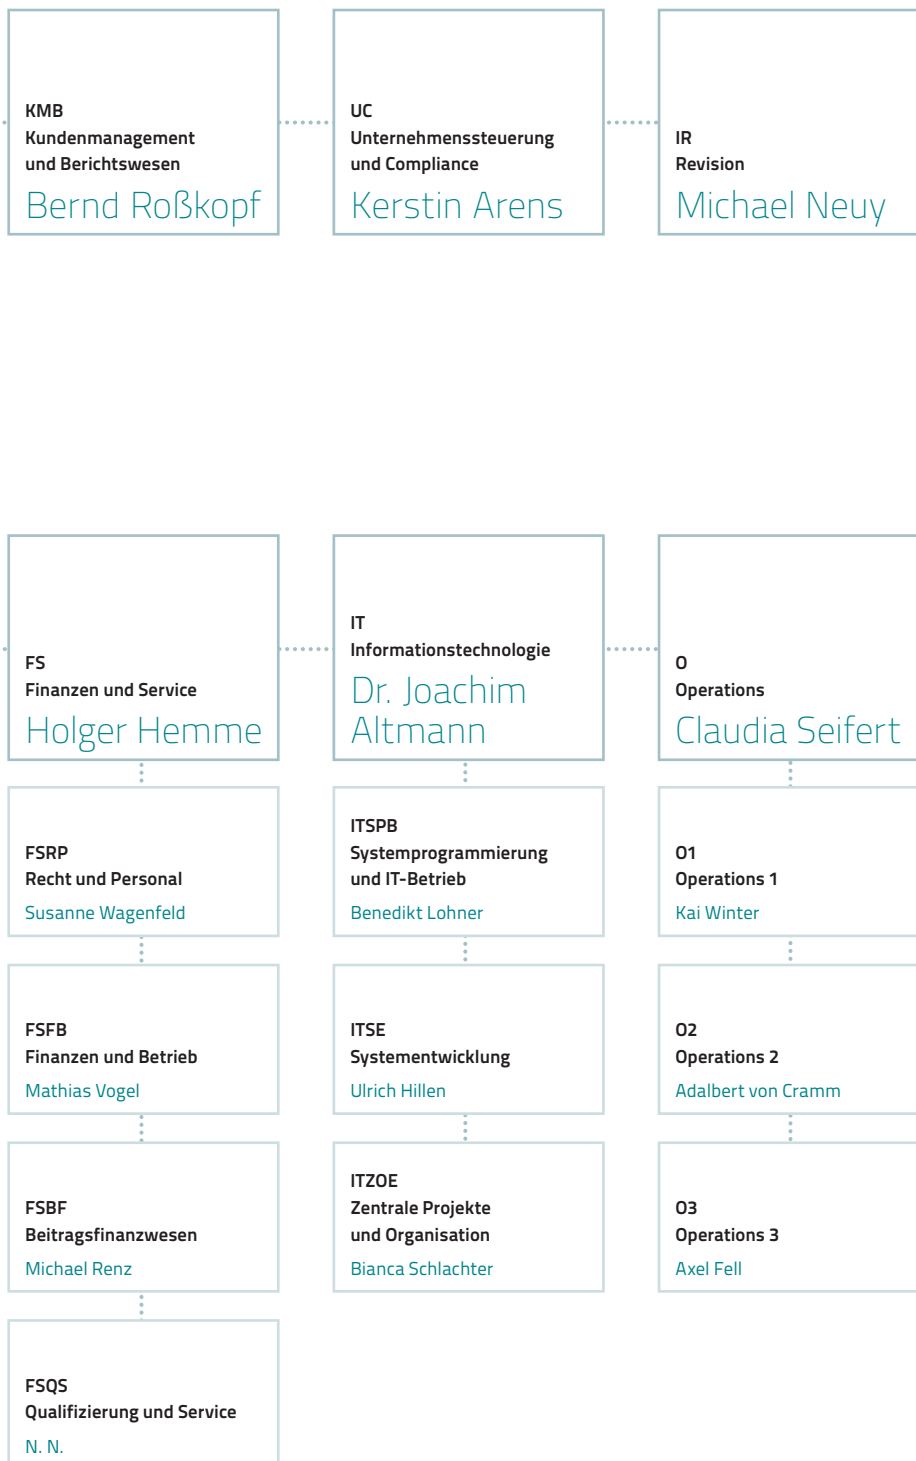 KMB
Kundenmanagement
und Berichtswesen
Bernd Roßkopf
UC
Unternehmenssteuerung
und Compliance
Kerstin Arens
IR
Revision
Michael Neuy
FS
Finanzen und Service
Holger Hemme
IT
Informationstechnologie
Dr. Joachim
Altmann
O
Operations
Claudia Seifert
FSRP
Recht und Personal
Susanne Wagenfeld
ITSPB
Systemprogrammierung
und IT-Betrieb
Benedikt Lohner
O1
Operations 1
Kai Winter
FSFB
Finanzen und Betrieb
Mathias Vogel
ITSE
Systementwicklung
Ulrich Hillen
O2
Operations 2
Adalbert von Cramm
FSBF
Beitragsfinanzwesen
Michael Renz
ITZOE
Zentrale Projekte
und Organisation
Bianca Schlachter
O3
Operations 3
Axel Fell
FSQS
Qualifizierung und Service
N. N.